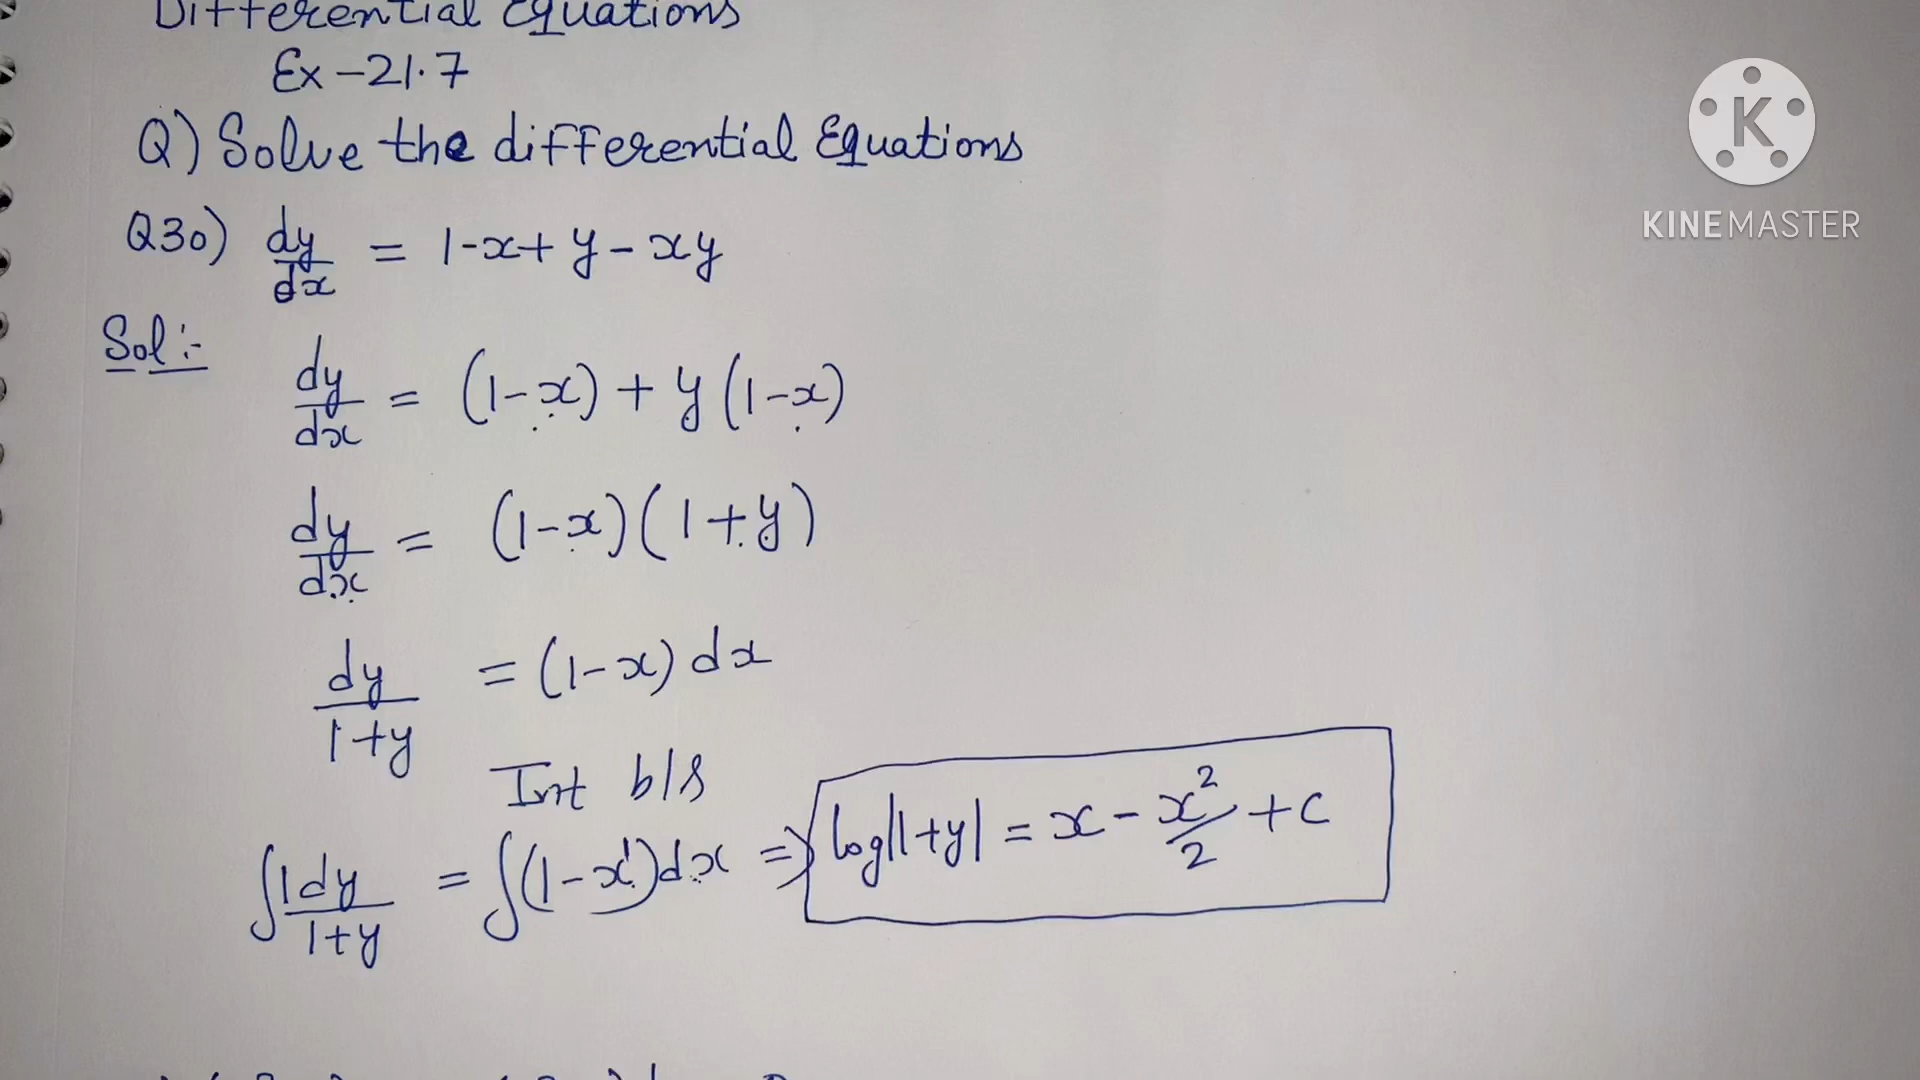 Differential Equations
Ex-21.7
Q) Solve the differential Equations
Q30) dy/dx = 1-x+y-xy
Sol:-
dy/dx = (1-x)+y(1-x)
dy/dx = (1-x)(1+y)
dy/1+y = (1-x)dx
Int b/s
∫1dy/1+y = ∫(1-x¹)dx ⇒ log|1+y| = x - x²/2 + c
K
KINEMASTER